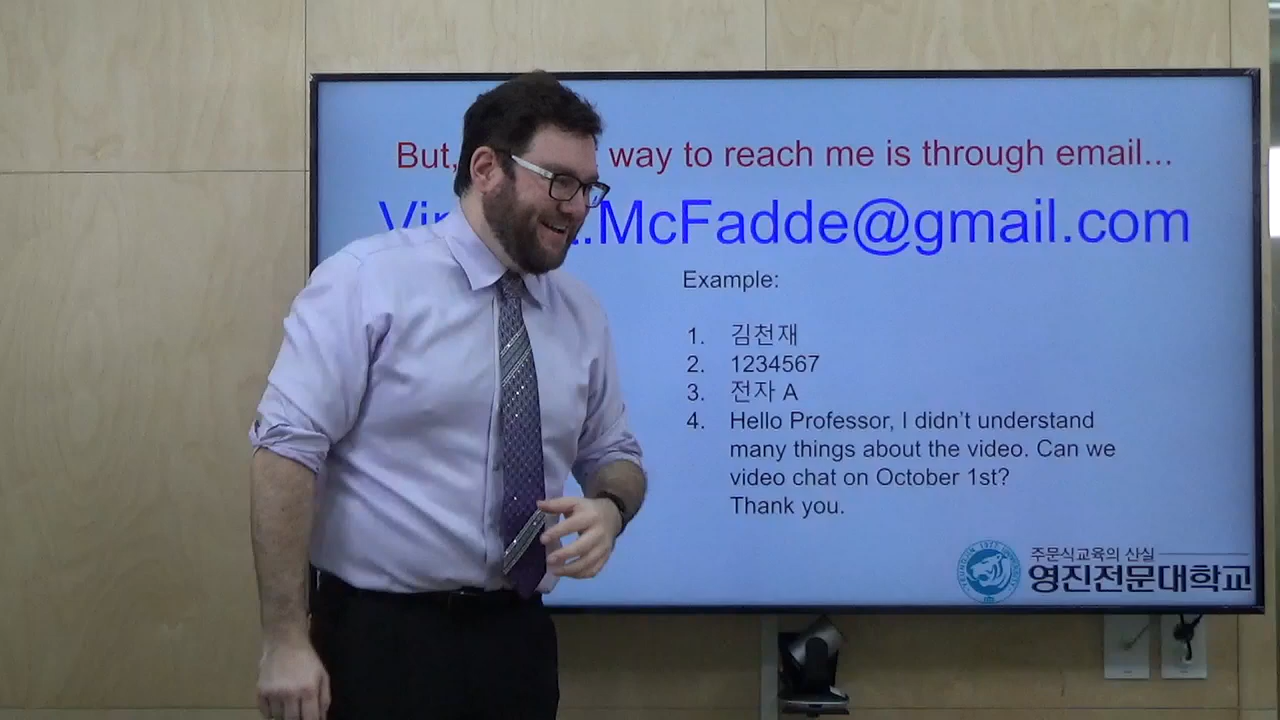 But, way to reach me is through email...
McFadde@gmail.com
Example:
1. 김천재
2. 1234567
3. 전자 A
4. Hello Professor, I didn't understand
many things about the video. Can we
video chat on October 1st?
Thank you.
주문식교육의 산실
영진전문대학교